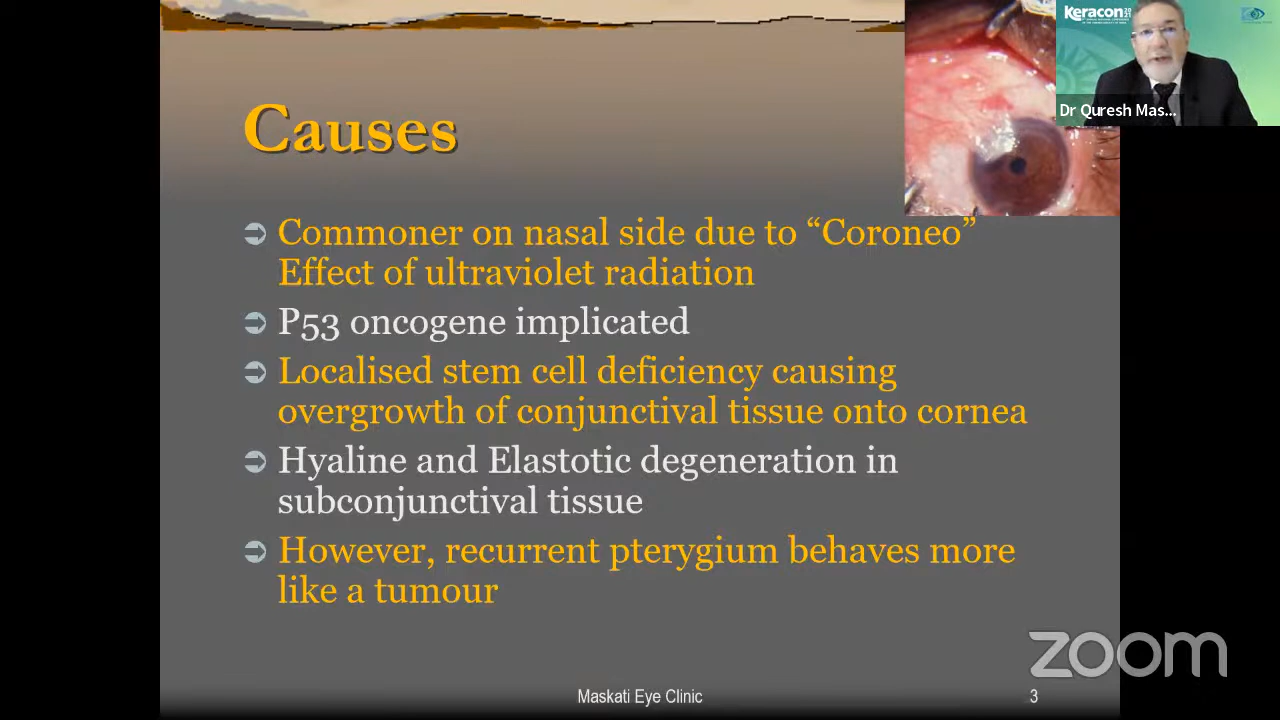 Causes
Commoner on nasal side due to “Coroneo”
Effect of ultraviolet radiation
P53 oncogene implicated
Localised stem cell deficiency causing
overgrowth of conjunctival tissue onto cornea
Hyaline and Elastotic degeneration in
subconjunctival tissue
However, recurrent pterygium behaves more
like a tumour
Maskati Eye Clinic
3
Keracon 2021
Dr Quresh Mas...
zoom